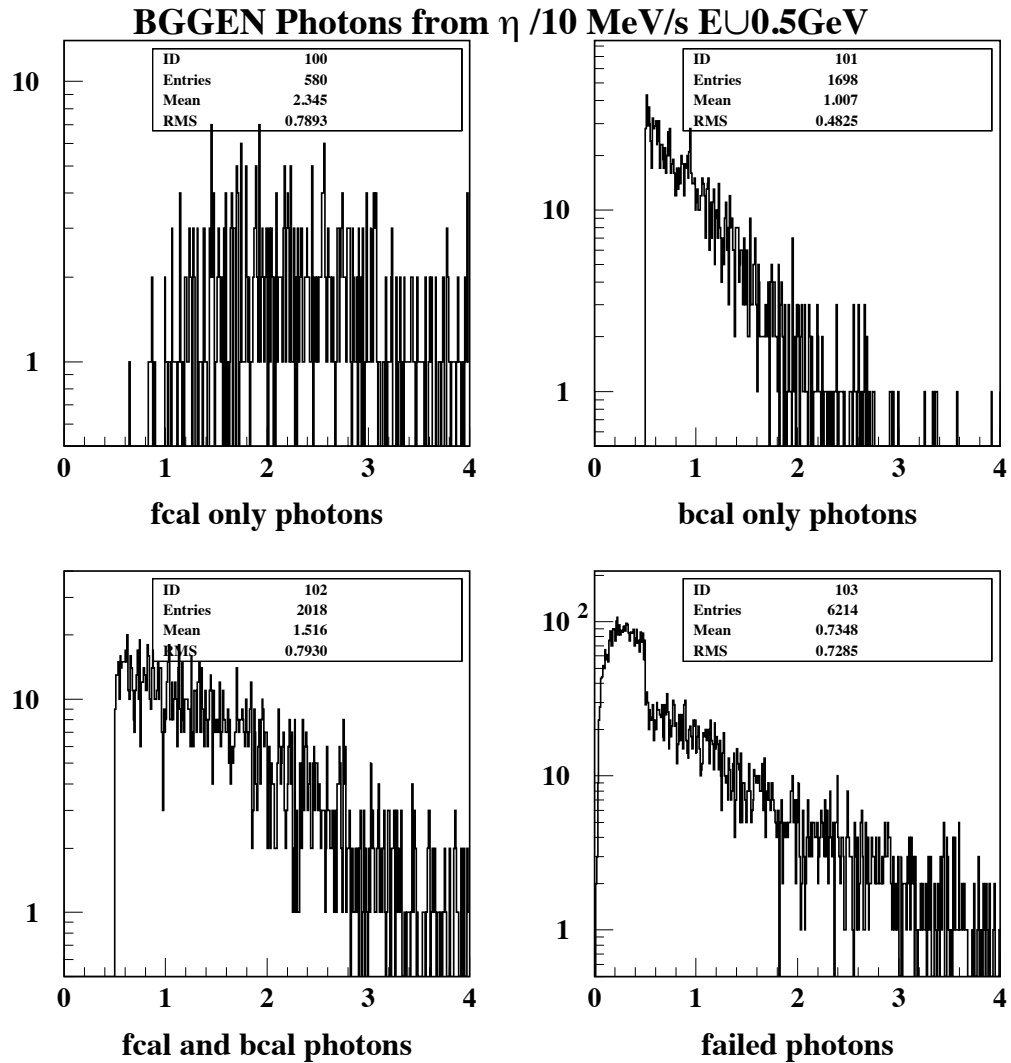 BGGEN Photons from η /10 MeV/s E∪0.5GeV
ID 100
Entries 580
Mean 2.345
RMS 0.7893
10
1
0 1 2 3 4
fcal only photons
ID 101
Entries 1698
Mean 1.007
RMS 0.4825
10
1
0 1 2 3 4
bcal only photons
ID 102
Entries 2018
Mean 1.516
RMS 0.7930
10
1
0 1 2 3 4
fcal and bcal photons
ID 103
Entries 6214
Mean 0.7348
RMS 0.7285
10 2
10
1
0 1 2 3 4
failed photons